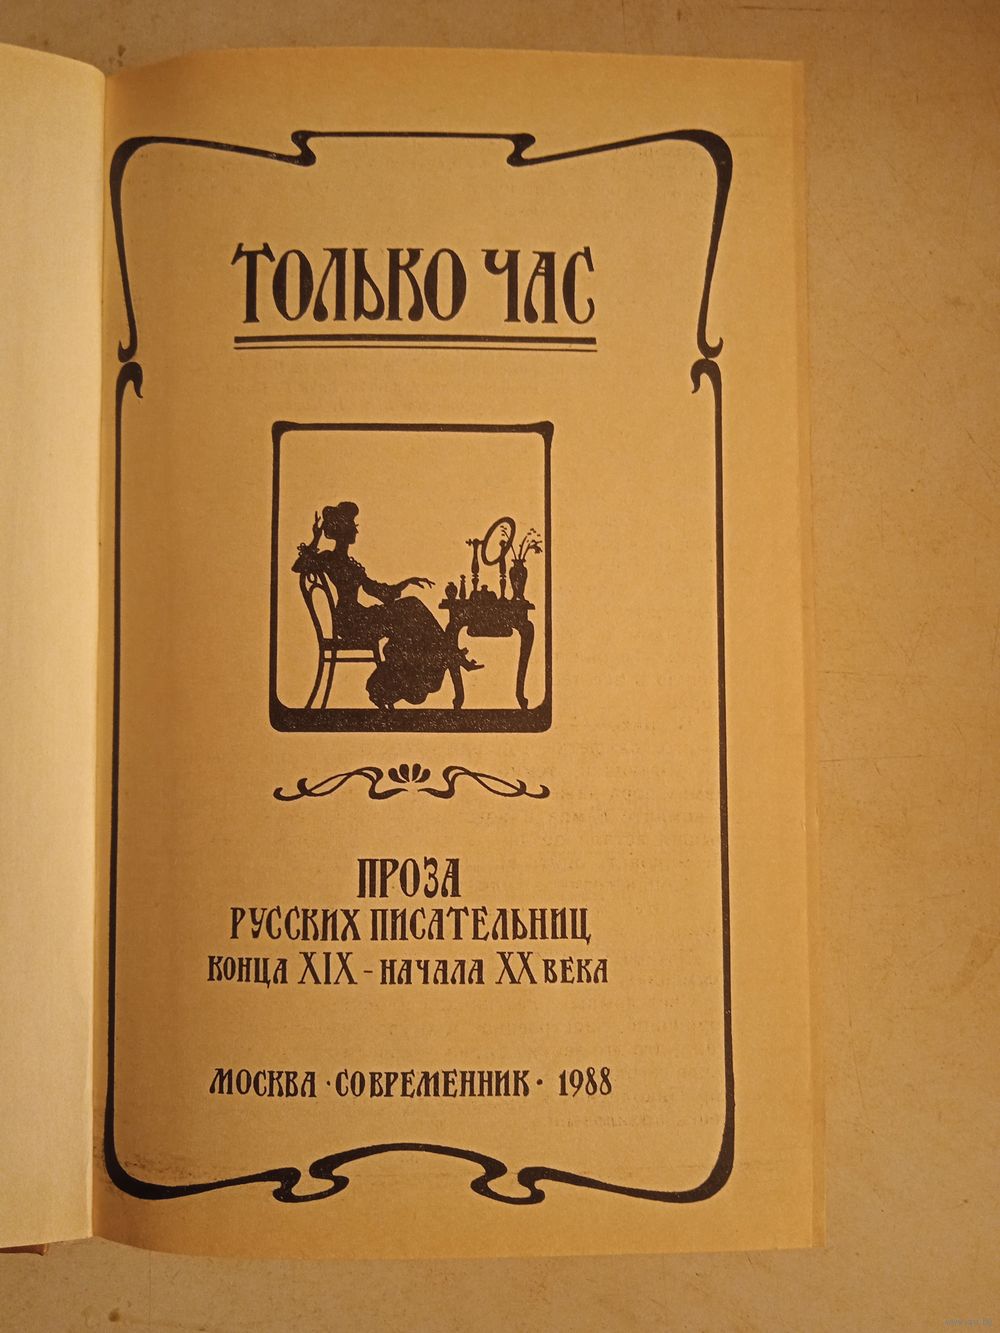 ТОЛЬКО ЧАС
ПРОЗА
РУССКИХ ПИСАТЕЛЬНИЦ
КОНЦА XIX - НАЧАЛА XX ВЕКА
МОСКВА · СОВРЕМЕННИК · 1988